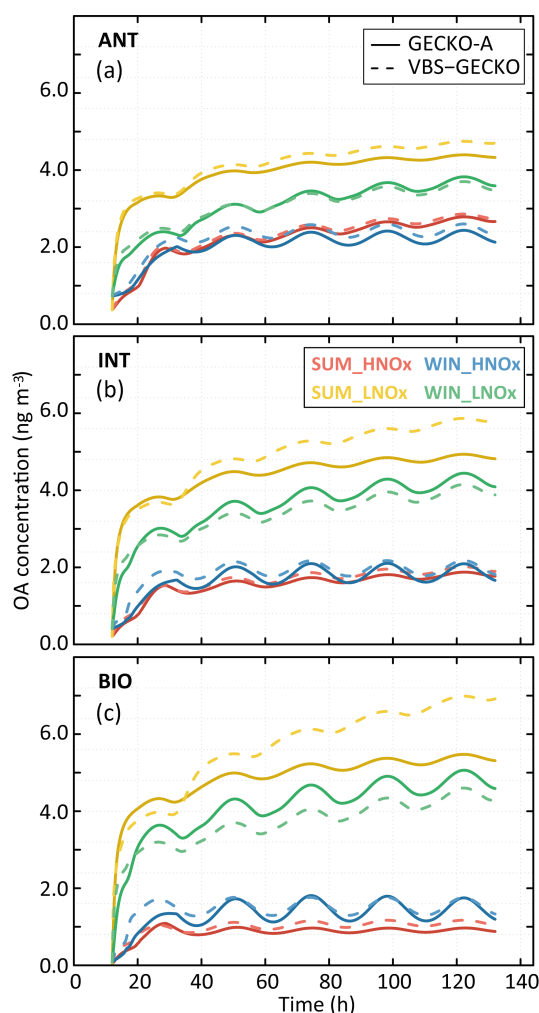 ANT
(a)
GECKO-A
VBS−GECKO
6.0
4.0
2.0
0.0
INT
(b)
SUM_HNOx WIN_HNOx
SUM_LNOx WIN_LNOx
6.0
4.0
2.0
0.0
OA concentration (ng m-3)
BIO
(c)
6.0
4.0
2.0
0.0
0 20 40 60 80 100 120 140
Time (h)